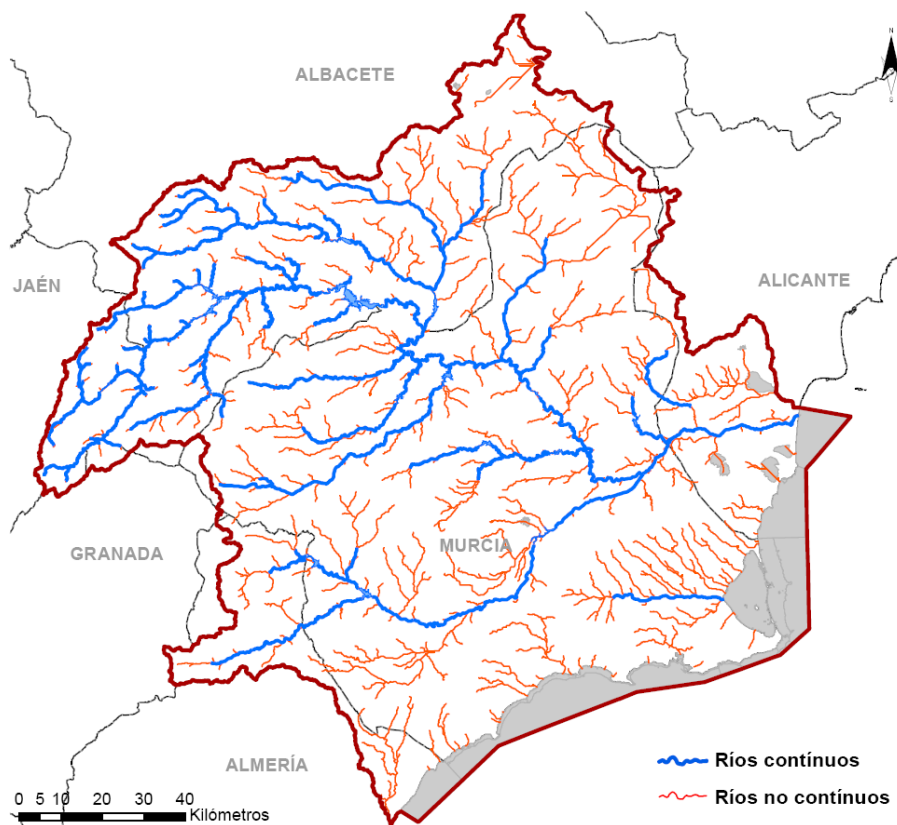 N
ALBACETE
JAÉN
ALICANTE
GRANADA
MURCIA
ALMERÍA
Ríos contínuos
Ríos no contínuos
0 5 10 20 30 40
Kilómetros